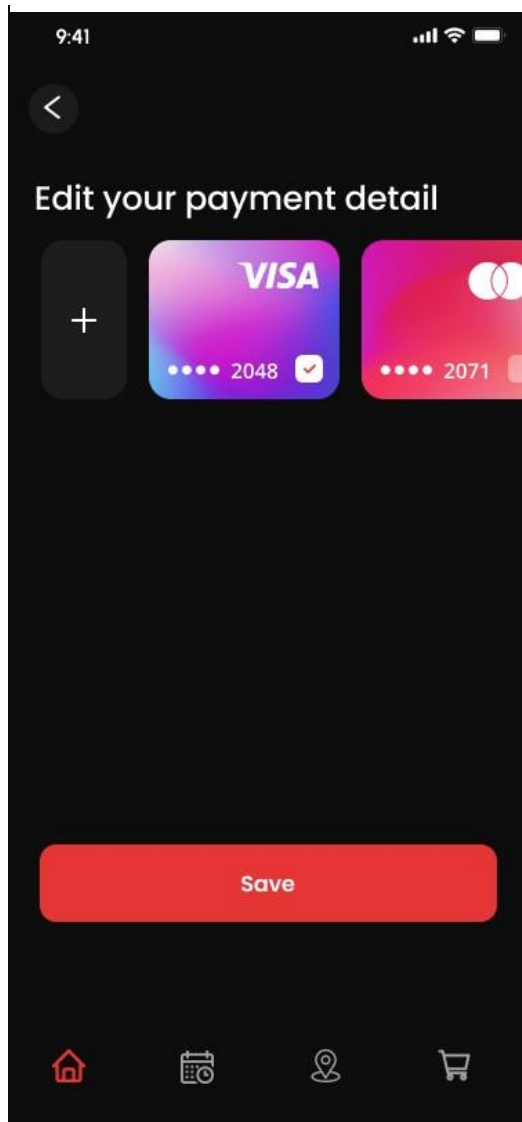 9:41
Edit your payment detail
VISA
•••• 2048
•••• 2071
Save